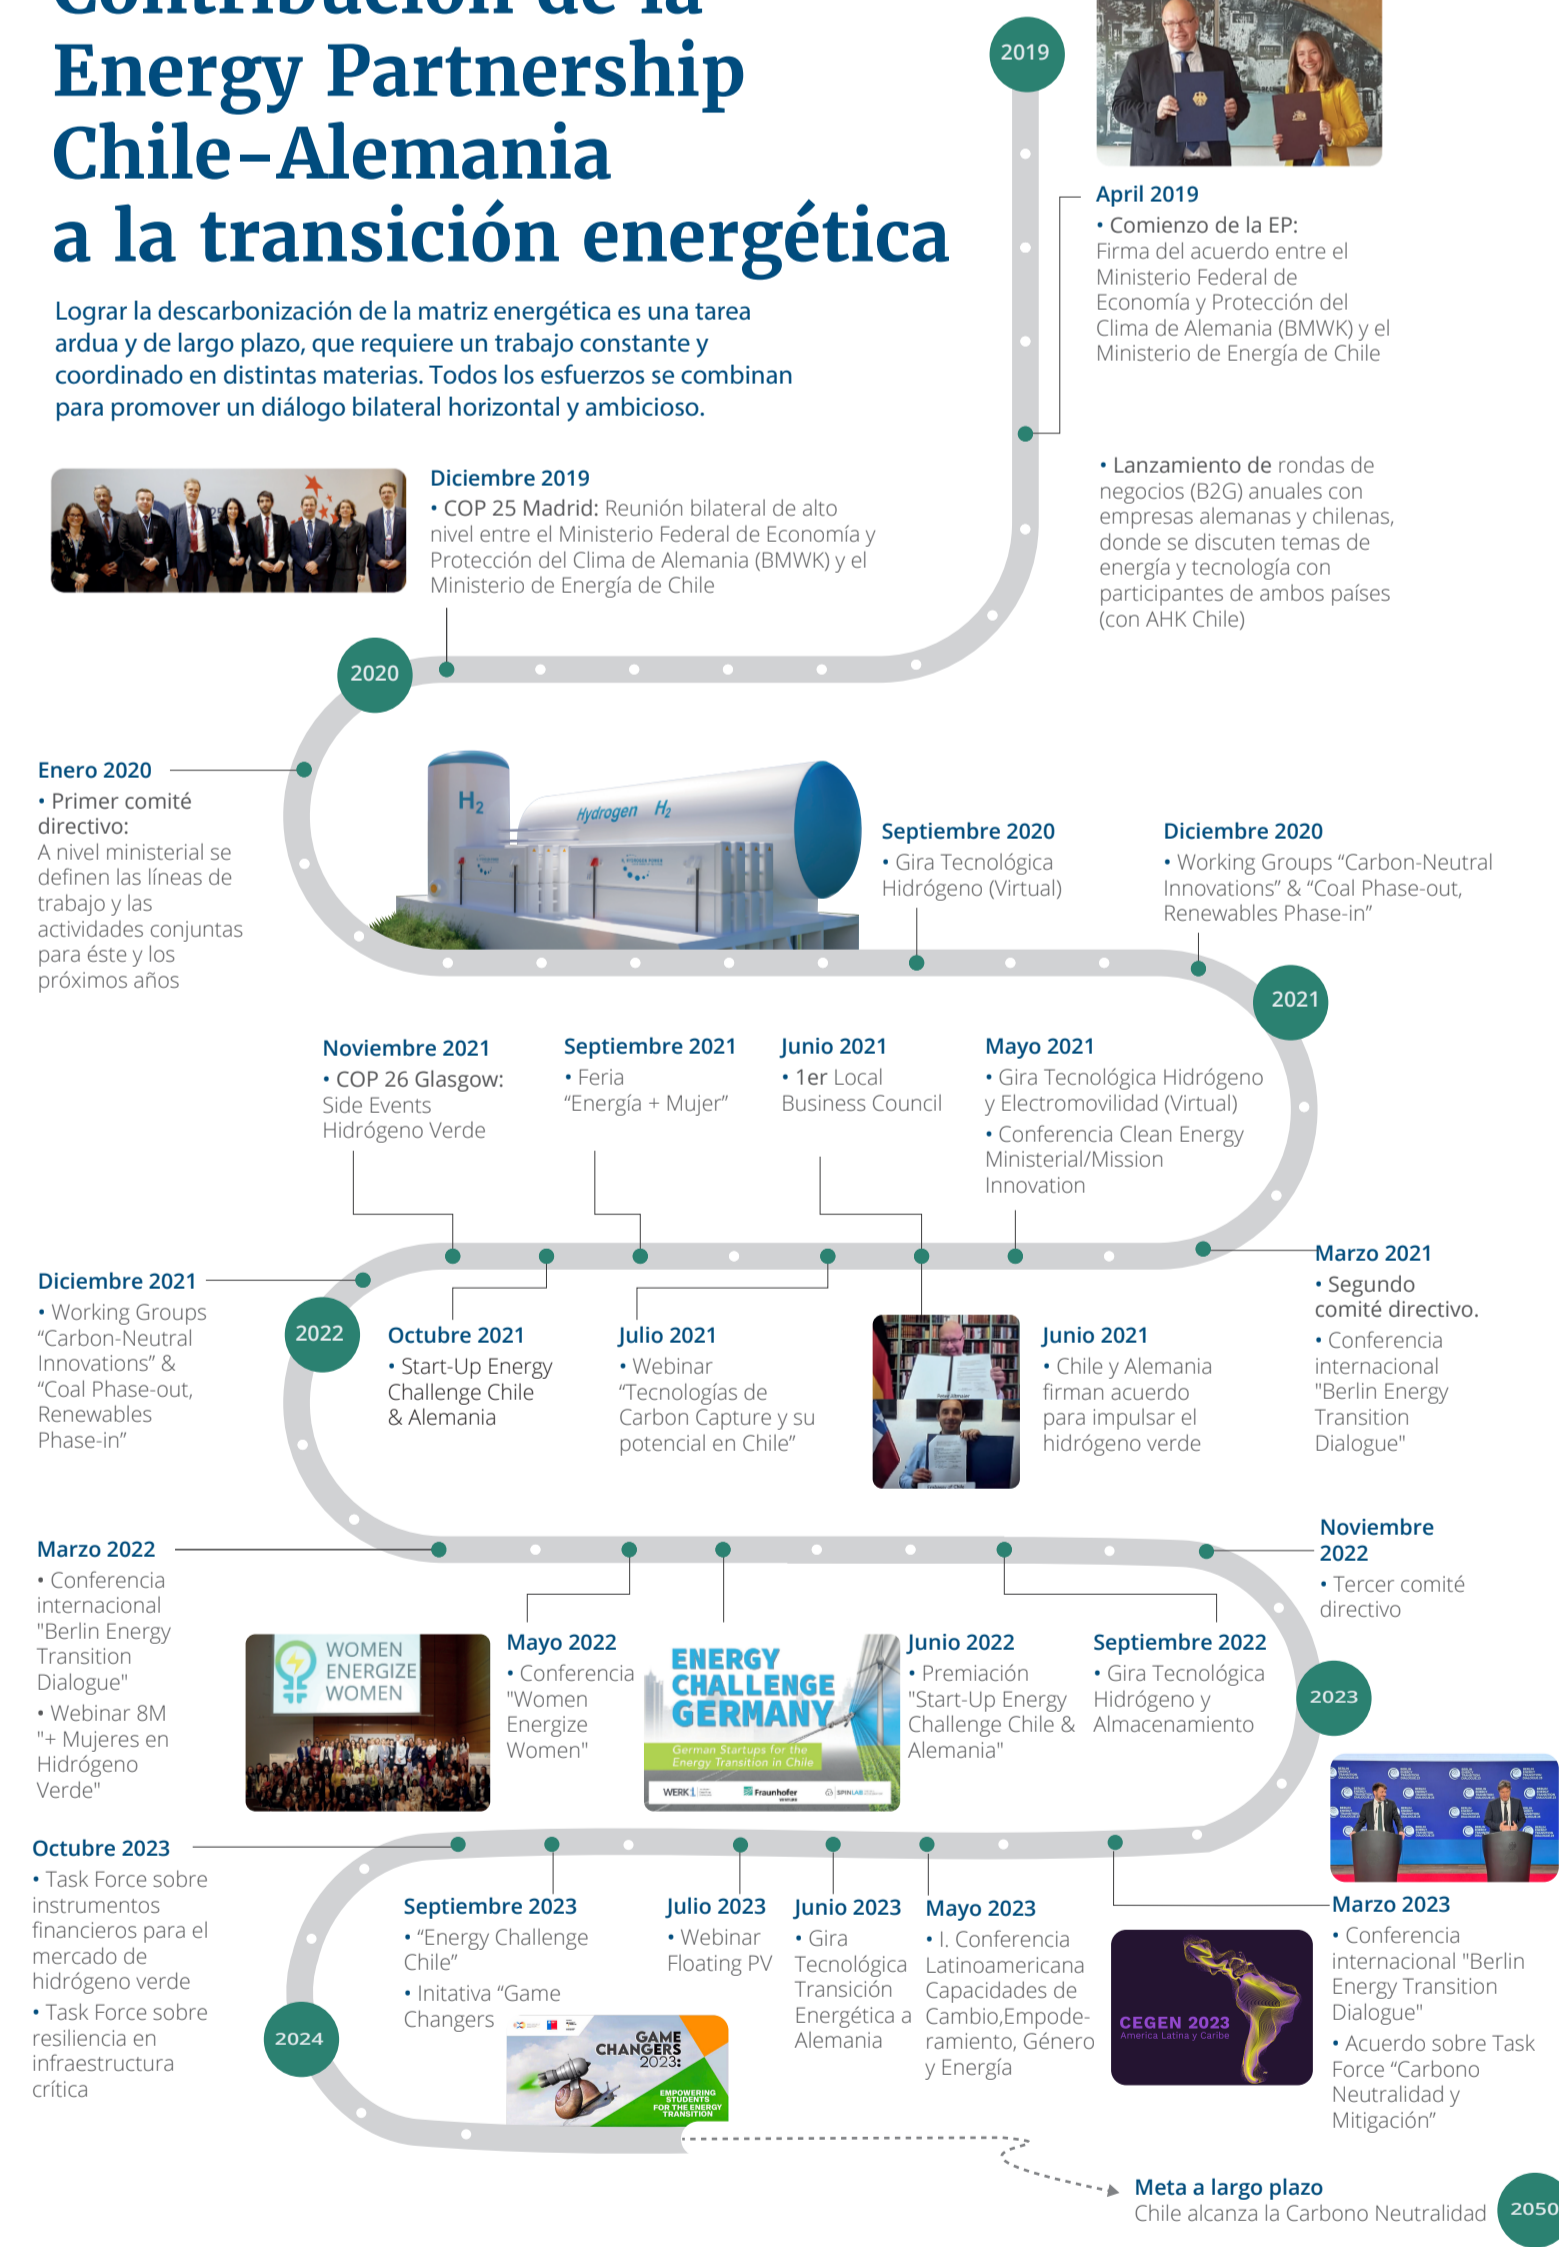 Contribución de la
Energy Partnership
Chile–Alemania
a la transición energética
Lograr la descarbonización de la matriz energética es una tarea
ardua y de largo plazo, que requiere un trabajo constante y
coordinado en distintas materias. Todos los esfuerzos se combinan
para promover un diálogo bilateral horizontal y ambicioso.
2019
April 2019
• Comienzo de la EP:
Firma del acuerdo entre el
Ministerio Federal de
Economía y Protección del
Clima de Alemania (BMWK) y el
Ministerio de Energía de Chile
• Lanzamiento de rondas de
negocios (B2G) anuales con
empresas alemanas y chilenas,
donde se discuten temas de
energía y tecnología con
participantes de ambos países
(con AHK Chile)
Diciembre 2019
• COP 25 Madrid: Reunión bilateral de alto
nivel entre el Ministerio Federal de Economía y
Protección del Clima de Alemania (BMWK) y el
Ministerio de Energía de Chile
2020
Enero 2020
• Primer comité
directivo:
A nivel ministerial se
definen las líneas de
trabajo y las
actividades conjuntas
para éste y los
próximos años
H2
Hydrogen H2
Septiembre 2020
• Gira Tecnológica
Hidrógeno (Virtual)
Diciembre 2020
• Working Groups “Carbon-Neutral
Innovations” & “Coal Phase-out,
Renewables Phase-in”
2021
Noviembre 2021
• COP 26 Glasgow:
Side Events
Hidrógeno Verde
Septiembre 2021
• Feria
“Energía + Mujer”
Junio 2021
• 1er Local
Business Council
Mayo 2021
• Gira Tecnológica Hidrógeno
y Electromovilidad (Virtual)
• Conferencia Clean Energy
Ministerial/Mission
Innovation
Marzo 2021
• Segundo
comité directivo.
• Conferencia
internacional
"Berlin Energy
Transition
Dialogue"
Diciembre 2021
• Working Groups
“Carbon-Neutral
Innovations” &
“Coal Phase-out,
Renewables
Phase-in”
2022
Octubre 2021
• Start-Up Energy
Challenge Chile
& Alemania
Julio 2021
• Webinar
“Tecnologías de
Carbon Capture y su
potencial en Chile”
Junio 2021
• Chile y Alemania
firman acuerdo
para impulsar el
hidrógeno verde
Marzo 2022
• Conferencia
internacional
"Berlin Energy
Transition
Dialogue"
• Webinar 8M
"+ Mujeres en
Hidrógeno
Verde"
WOMEN
ENERGIZE
WOMEN
Mayo 2022
• Conferencia
"Women
Energize
Women"
ENERGY
CHALLENGE
GERMANY
German Startups for the
Energy Transition in Chile
WERK1
Fraunhofer
VENTURE
SPINLAB
Junio 2022
• Premiación
"Start-Up Energy
Challenge Chile &
Alemania"
Septiembre 2022
• Gira Tecnológica
Hidrógeno y
Almacenamiento
Noviembre
2022
• Tercer comité
directivo
2023
Octubre 2023
• Task Force sobre
instrumentos
financieros para el
mercado de
hidrógeno verde
• Task Force sobre
resiliencia en
infraestructura
crítica
Septiembre 2023
• “Energy Challenge
Chile”
• Initativa “Game
Changers
GAME
CHANGERS
2023:
EMPOWERING
STUDENTS
FOR THE ENERGY
TRANSITION
Julio 2023
• Webinar
Floating PV
Junio 2023
• Gira
Tecnológica
Transición
Energética a
Alemania
Mayo 2023
• I. Conferencia
Latinoamericana
Capacidades de
Cambio,Empode-
ramiento, Género
y Energía
CEGEN 2023
America Latina y Caribe
Marzo 2023
• Conferencia
internacional "Berlin
Energy Transition
Dialogue"
• Acuerdo sobre Task
Force “Carbono
Neutralidad y
Mitigación”
2024
Meta a largo plazo
Chile alcanza la Carbono Neutralidad
2050